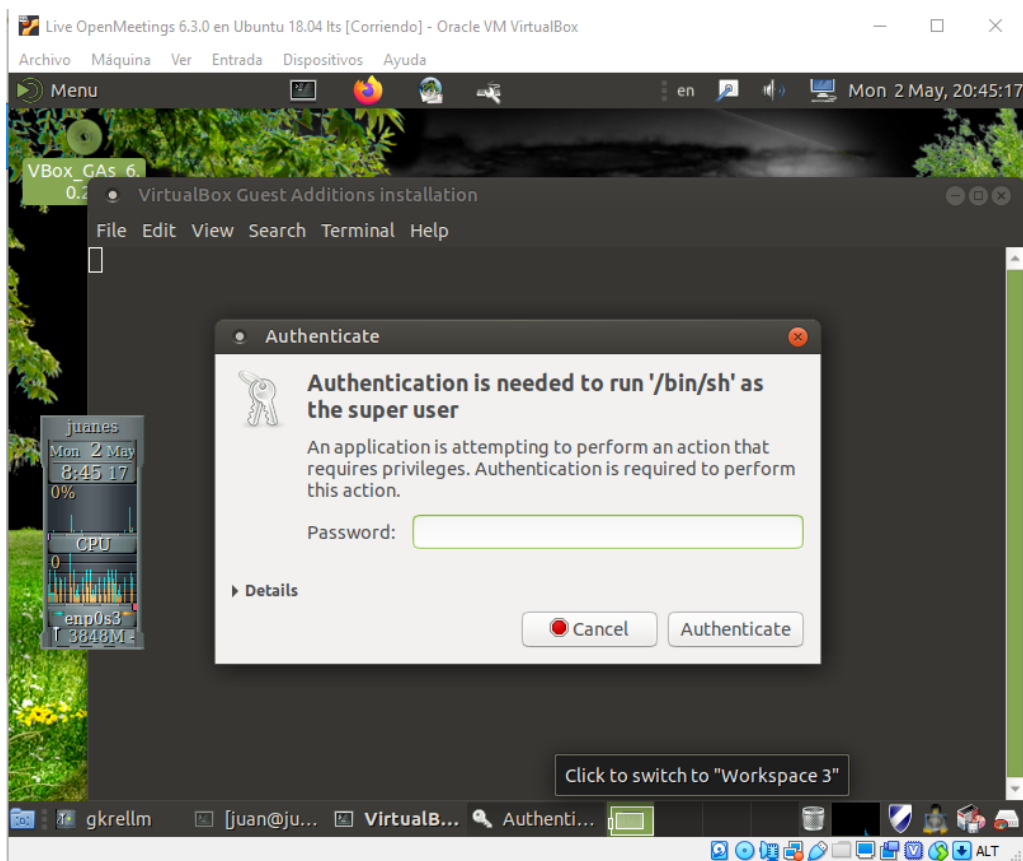 Live OpenMeetings 6.3.0 en Ubuntu 18.04 lts [Corriendo] - Oracle VM VirtualBox
Archivo Máquina Ver Entrada Dispositivos Ayuda
Menu en Mon 2 May, 20:45:17
VBox_GAs_6.
0.2
VirtualBox Guest Additions installation
File Edit View Search Terminal Help
Authenticate
Authentication is needed to run '/bin/sh' as
the super user
An application is attempting to perform an action that
requires privileges. Authentication is required to perform
this action.
Password:
Details
Cancel Authenticate
juanes
Mon 2 May
8:45 17
0%
CPU
0
enp0s3
3848M -
Click to switch to "Workspace 3"
gkrellm [juan@ju... VirtualB... Authenti...
ALT